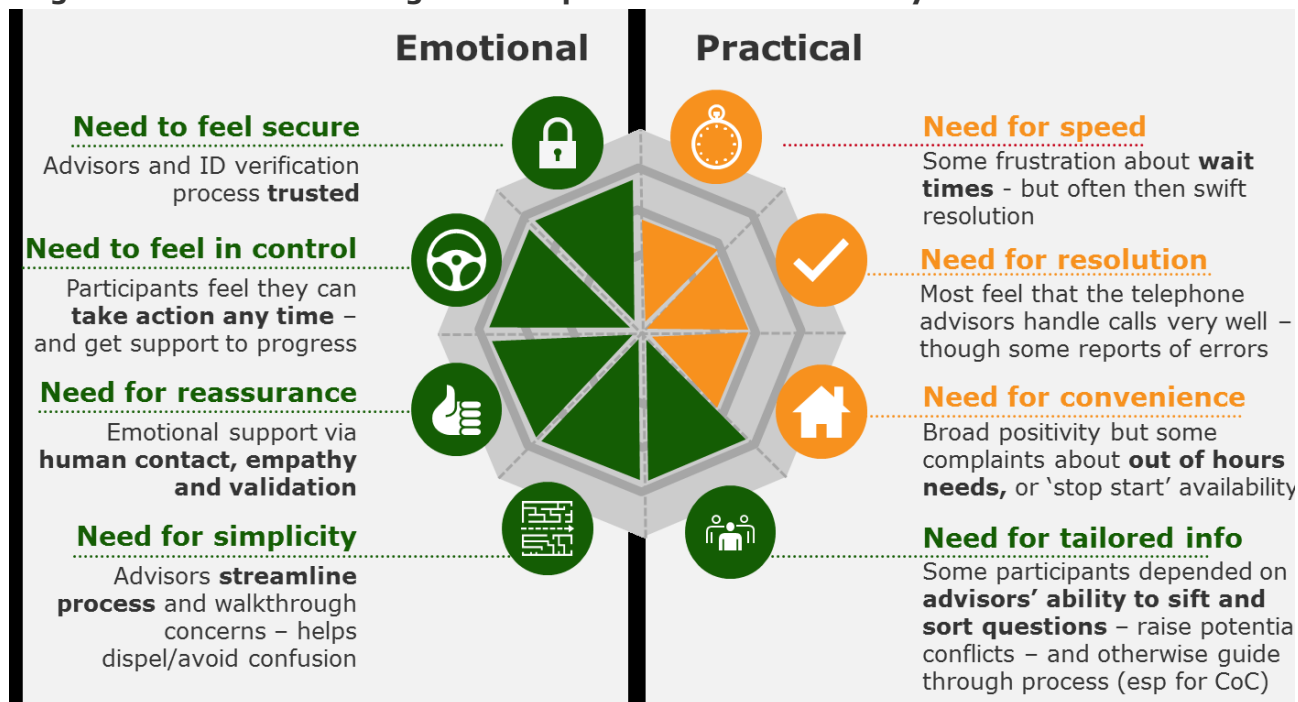 Emotional
Practical
Need to feel secure
Advisors and ID verification
process trusted
Need to feel in control
Participants feel they can
take action any time –
and get support to progress
Need for reassurance
Emotional support via
human contact, empathy
and validation
Need for simplicity
Advisors streamline
process and walkthrough
concerns – helps
dispel/avoid confusion
Need for speed
Some frustration about wait
times - but often then swift
resolution
Need for resolution
Most feel that the telephone
advisors handle calls very well –
though some reports of errors
Need for convenience
Broad positivity but some
complaints about out of hours
needs, or ‘stop start’ availability
Need for tailored info
Some participants depended on
advisors’ ability to sift and
sort questions – raise potentia
conflicts – and otherwise guide
through process (esp for CoC)